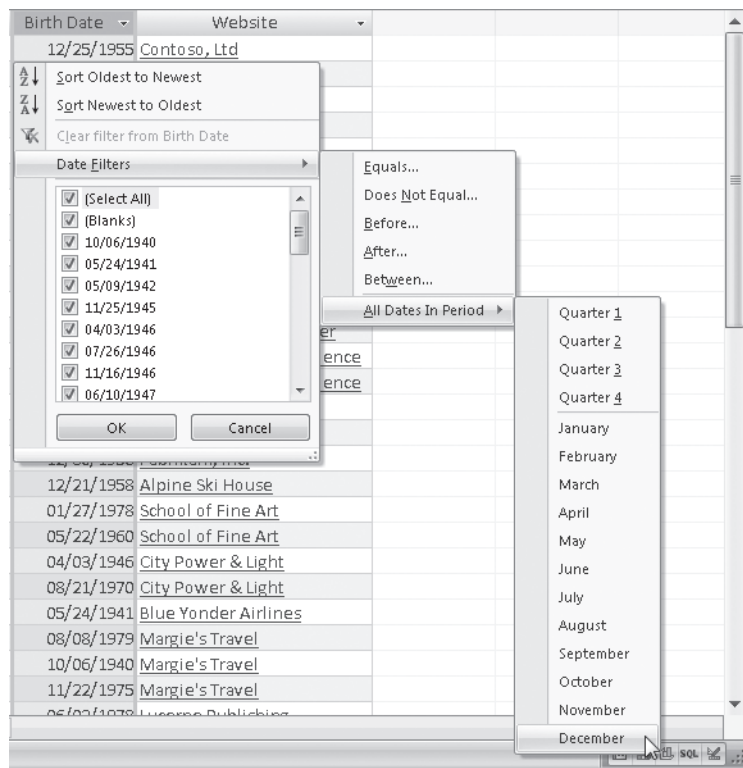 Birth Date Website
12/25/1955 Contoso, Ltd
Sort Oldest to Newest
Sort Newest to Oldest
Clear filter from Birth Date
Date Filters
(Select All)
(Blanks)
10/06/1940
05/24/1941
05/09/1942
11/25/1945
04/03/1946
07/26/1946
11/16/1946
06/10/1947
OK Cancel
Equals...
Does Not Equal...
Before...
After...
Between...
All Dates In Period
er
ence
ence
Quarter 1
Quarter 2
Quarter 3
Quarter 4
January
February
March
April
May
June
July
August
September
October
November
December
12/21/1958 Alpine Ski House
01/27/1978 School of Fine Art
05/22/1960 School of Fine Art
04/03/1946 City Power & Light
08/21/1970 City Power & Light
05/24/1941 Blue Yonder Airlines
08/08/1979 Margie's Travel
10/06/1940 Margie's Travel
11/22/1975 Margie's Travel
Lucerne Publishing
SQL